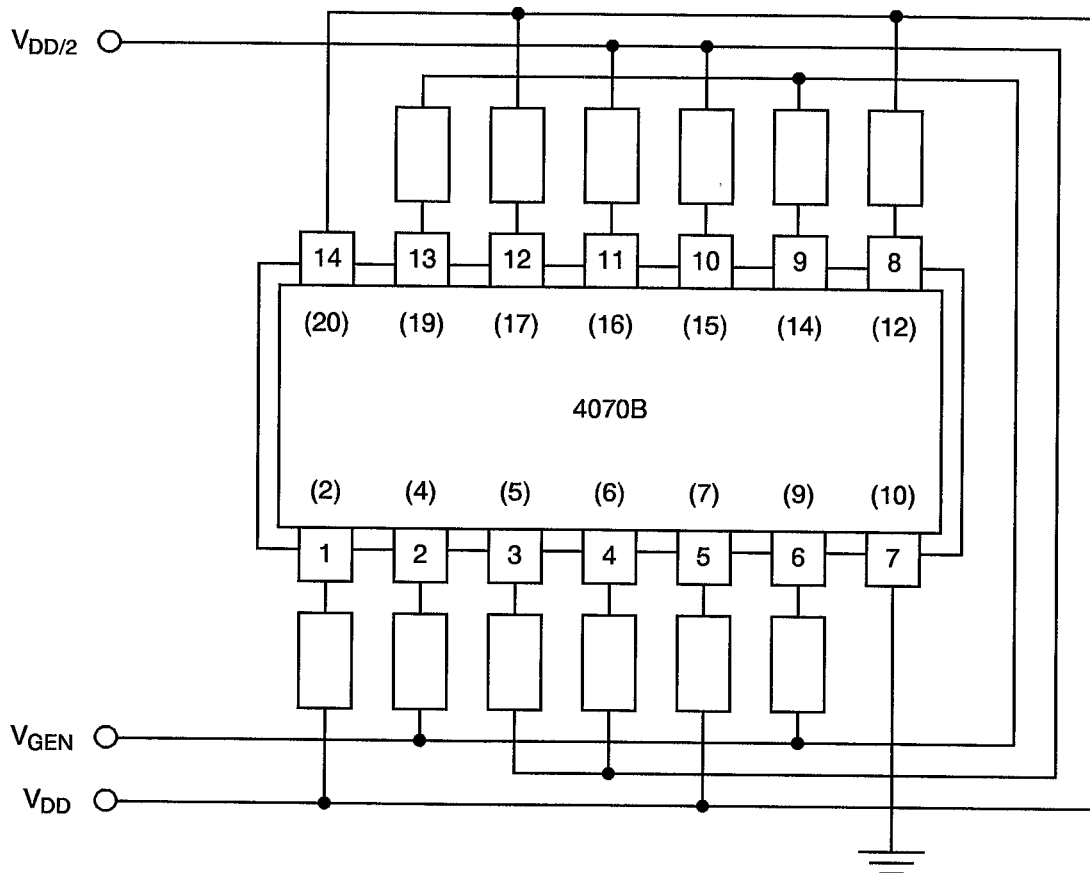 V_DD/2
14 13 12 11 10 9 8
(20) (19) (17) (16) (15) (14) (12)
4070B
(2) (4) (5) (6) (7) (9) (10)
1 2 3 4 5 6 7
V_GEN
V_DD